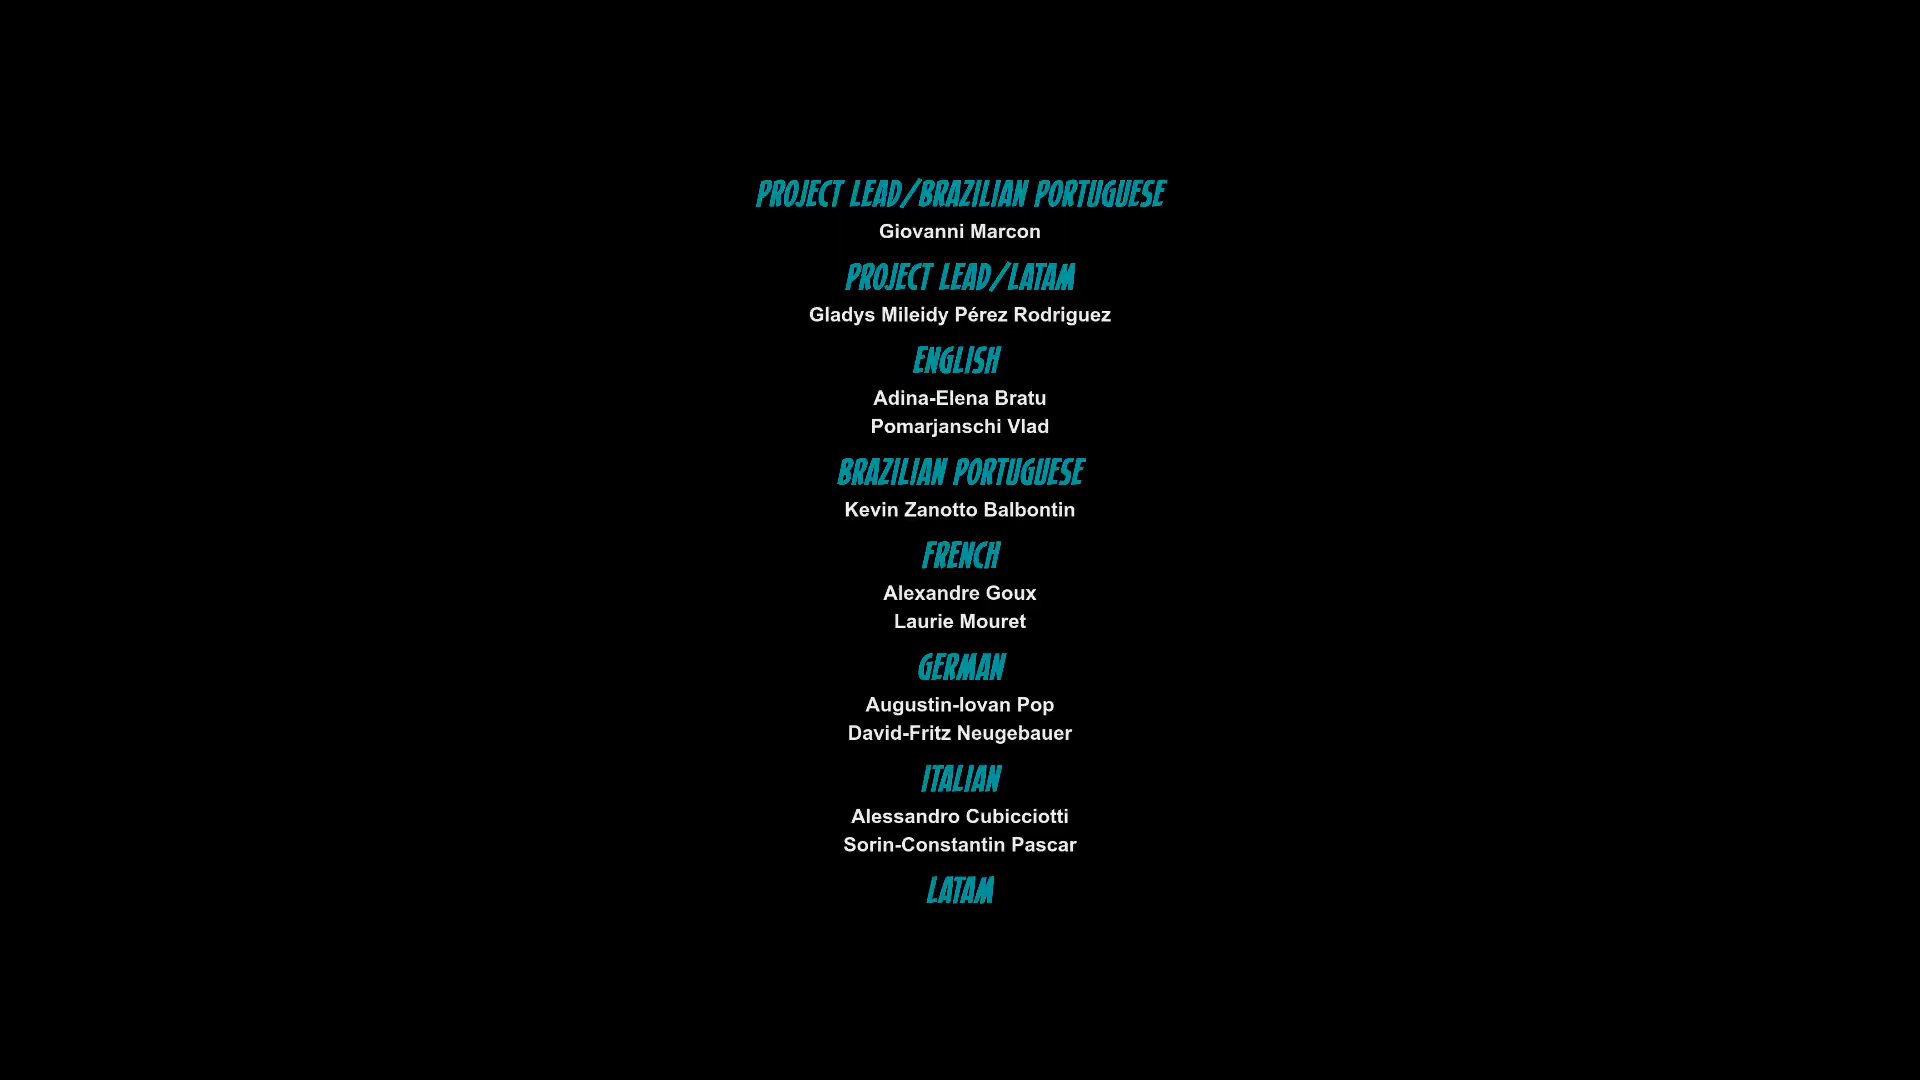 PROJECT LEAD/BRAZILIAN PORTUGUESE
Giovanni Marcon
PROJECT LEAD/LATAM
Gladys Mileidy Pérez Rodriguez
ENGLISH
Adina-Elena Bratu
Pomarjanschi Vlad
BRAZILIAN PORTUGUESE
Kevin Zanotto Balbontin
FRENCH
Alexandre Goux
Laurie Mouret
GERMAN
Augustin-Iovan Pop
David-Fritz Neugebauer
ITALIAN
Alessandro Cubicciotti
Sorin-Constantin Pascar
LATAM